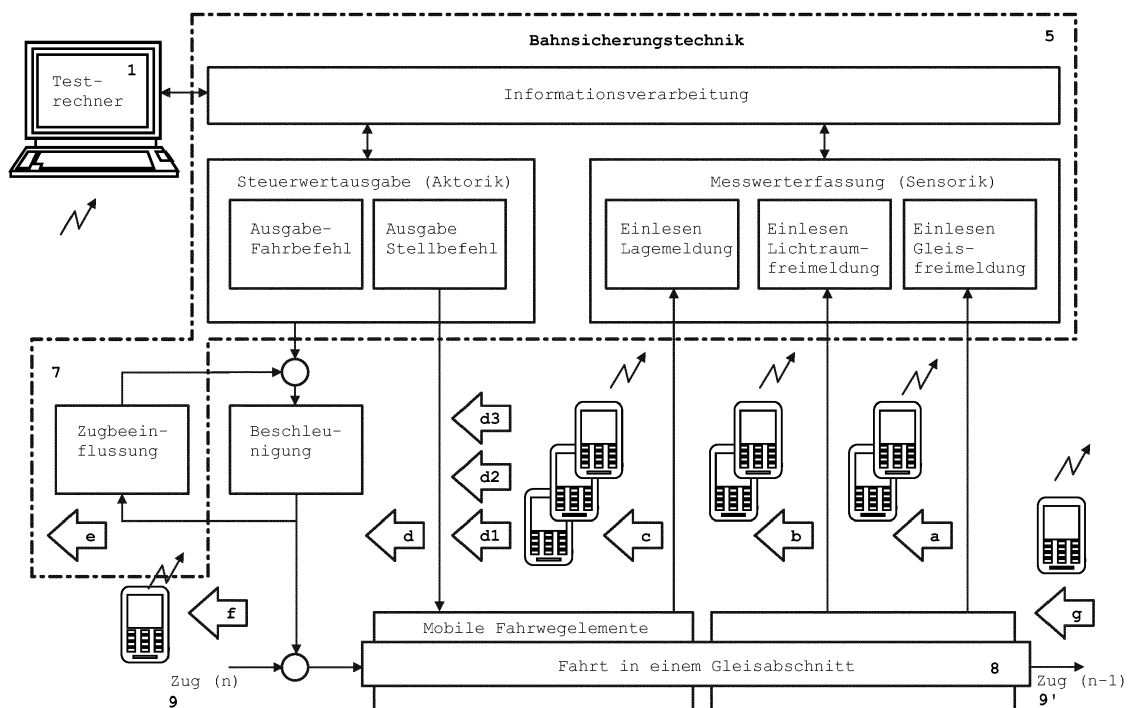 Bahnsicherungstechnik
5
1
Test-
rechner
Informationsverarbeitung
Steuerwertausgabe (Aktorik)
Ausgabe-
Fahrbefehl
Ausgabe
Stellbefehl
Messwerterfassung (Sensorik)
Einlesen
Lagemeldung
Einlesen
Lichtraum-
freimeldung
Einlesen
Gleis-
freimeldung
7
Zugbeein-
flussung
Beschleu-
nigung
d3
d2
d1
e
d
c
b
a
f
g
Mobile Fahrwegelemente
Fahrt in einem Gleisabschnitt
8
Zug (n)
9
Zug (n-1)
9'